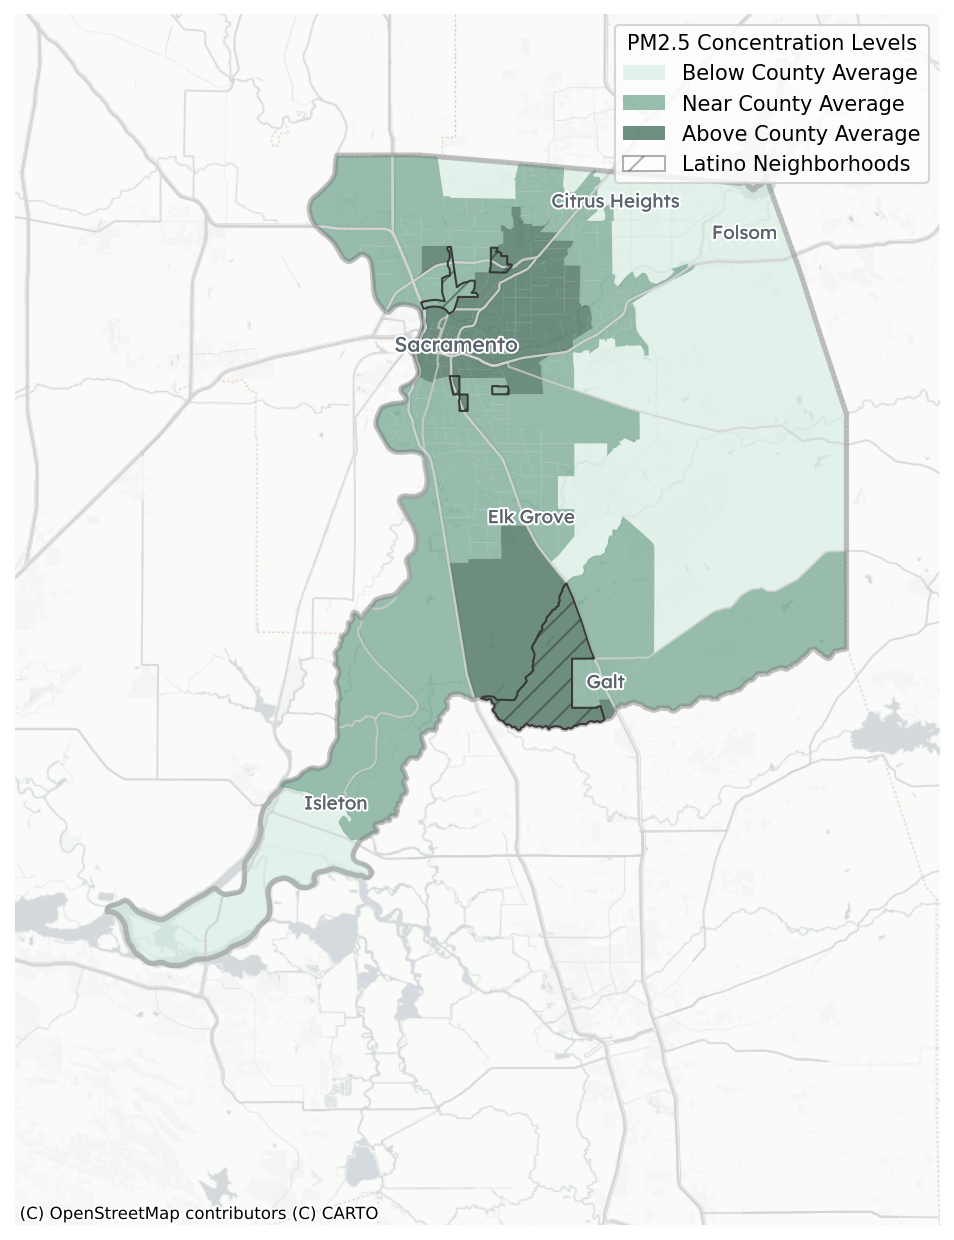 PM2.5 Concentration Levels
Below County Average
Near County Average
Above County Average
Latino Neighborhoods
Citrus Heights
Folsom
Sacramento
Elk Grove
Galt
Isleton
(C) OpenStreetMap contributors (C) CARTO